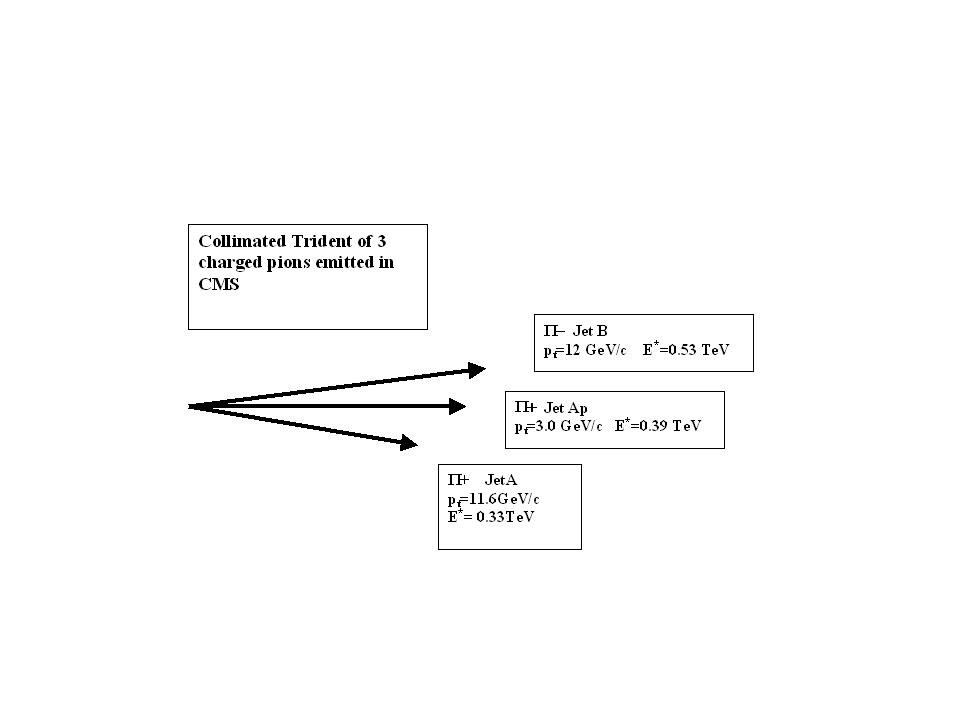 Collimated Trident of 3
charged pions emitted in
CMS
Π− Jet B
pₜ=12 GeV/c E*=0.53 TeV
Π+ Jet Ap
pₜ=3.0 GeV/c E*=0.39 TeV
Π+ JetA
pₜ=11.6GeV/c
E*= 0.33TeV